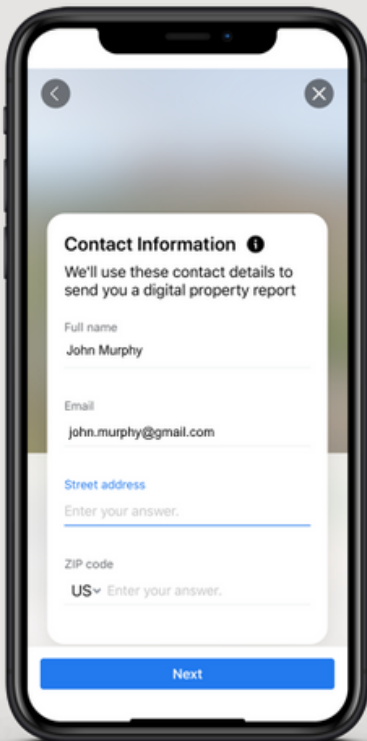 Contact Information
We'll use these contact details to
send you a digital property report
Full name
John Murphy
Email
john.murphy@gmail.com
Street address
Enter your answer.
ZIP code
US Enter your answer.
Next